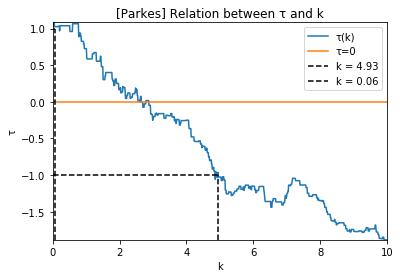 [Parkes] Relation between τ and k
τ(k)
τ=0
k = 4.93
k = 0.06
1.0
0.5
0.0
−0.5
−1.0
−1.5
τ
0 2 4 6 8 10
k